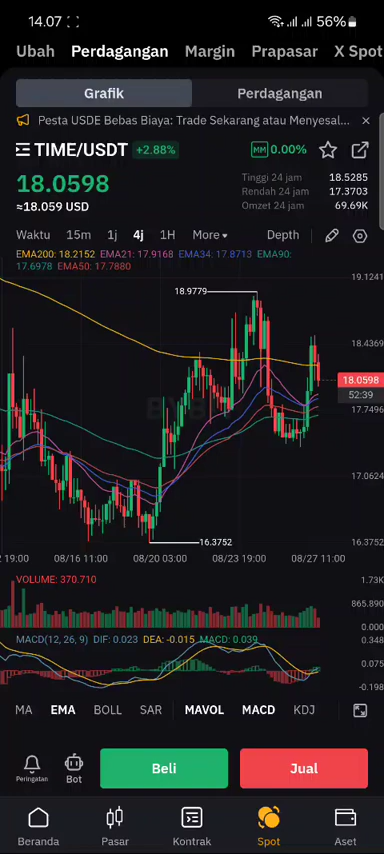 14.07 56%
Ubah Perdagangan Margin Prapasar X Spot
Grafik Perdagangan
Pesta USDE Bebas Biaya: Trade Sekarang atau Menyesal...
TIME/USDT +2.88% MM 0.00%
18.0598
≈18.059 USD
Tinggi 24 jam 18.5285
Rendah 24 jam 17.3703
Omzet 24 jam 69.69K
Waktu 15m 1j 4j 1H More Depth
EMA200: 18.2152 EMA21: 17.9168 EMA34: 17.8713 EMA90:
17.6978 EMA50: 17.7880
19.1241
18.9779
18.4369
18.0598
52:39
17.7496
17.0624
16.3752
16.3752
2 19:00 08/16 11:00 08/20 03:00 08/23 19:00 08/27 11:00
VOLUME: 370.710
1.73K
865.890
0.000
MACD(12, 26, 9) DIF: 0.023 DEA: -0.015 MACD: 0.039
0.348
0.075
-0.198
MA EMA BOLL SAR MAVOL MACD KDJ
Peringatan Bot Beli Jual
Beranda Pasar Kontrak Spot Aset